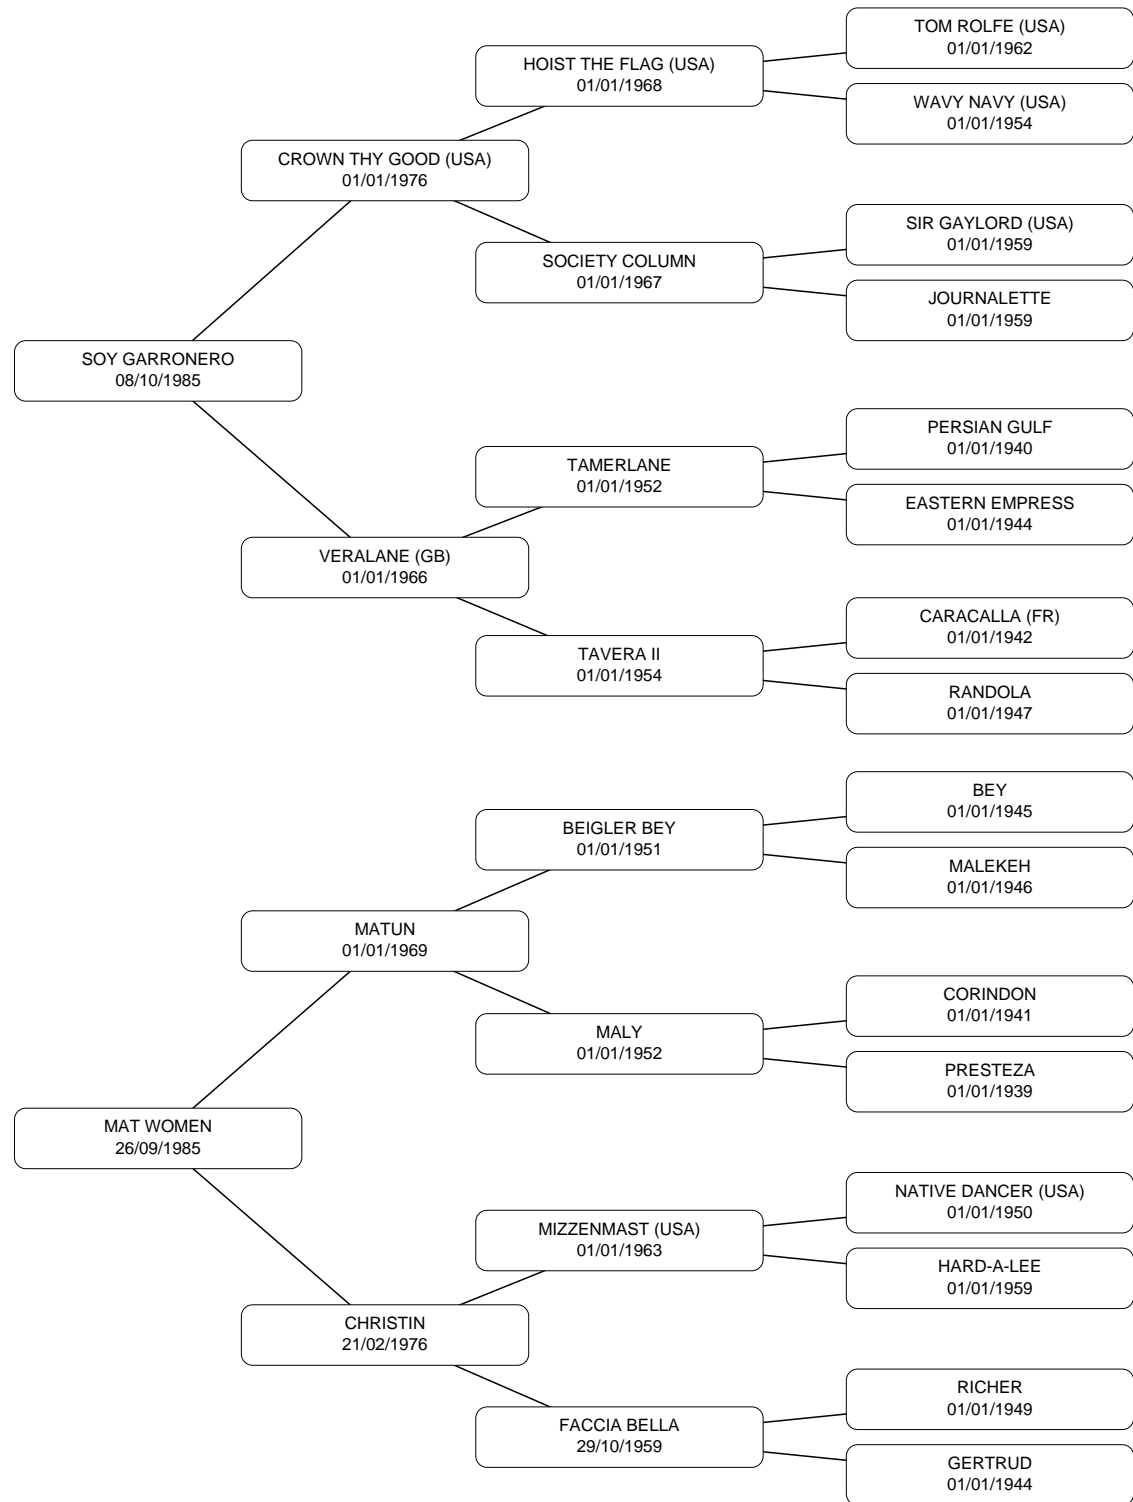 TOM ROLFE (USA)
01/01/1962
HOIST THE FLAG (USA)
01/01/1968
WAVY NAVY (USA)
01/01/1954
CROWN THY GOOD (USA)
01/01/1976
SIR GAYLORD (USA)
01/01/1959
SOCIETY COLUMN
01/01/1967
JOURNALETTE
01/01/1959
SOY GARRONERO
08/10/1985
PERSIAN GULF
01/01/1940
TAMERLANE
01/01/1952
EASTERN EMPRESS
01/01/1944
VERALANE (GB)
01/01/1966
CARACALLA (FR)
01/01/1942
TAVERA II
01/01/1954
RANDOLA
01/01/1947
BEY
01/01/1945
BEIGLER BEY
01/01/1951
MALEKEH
01/01/1946
MATUN
01/01/1969
CORINDON
01/01/1941
MALY
01/01/1952
PRESTEZA
01/01/1939
MAT WOMEN
26/09/1985
NATIVE DANCER (USA)
01/01/1950
MIZZENMAST (USA)
01/01/1963
HARD-A-LEE
01/01/1959
CHRISTIN
21/02/1976
RICHER
01/01/1949
FACCIA BELLA
29/10/1959
GERTRUD
01/01/1944